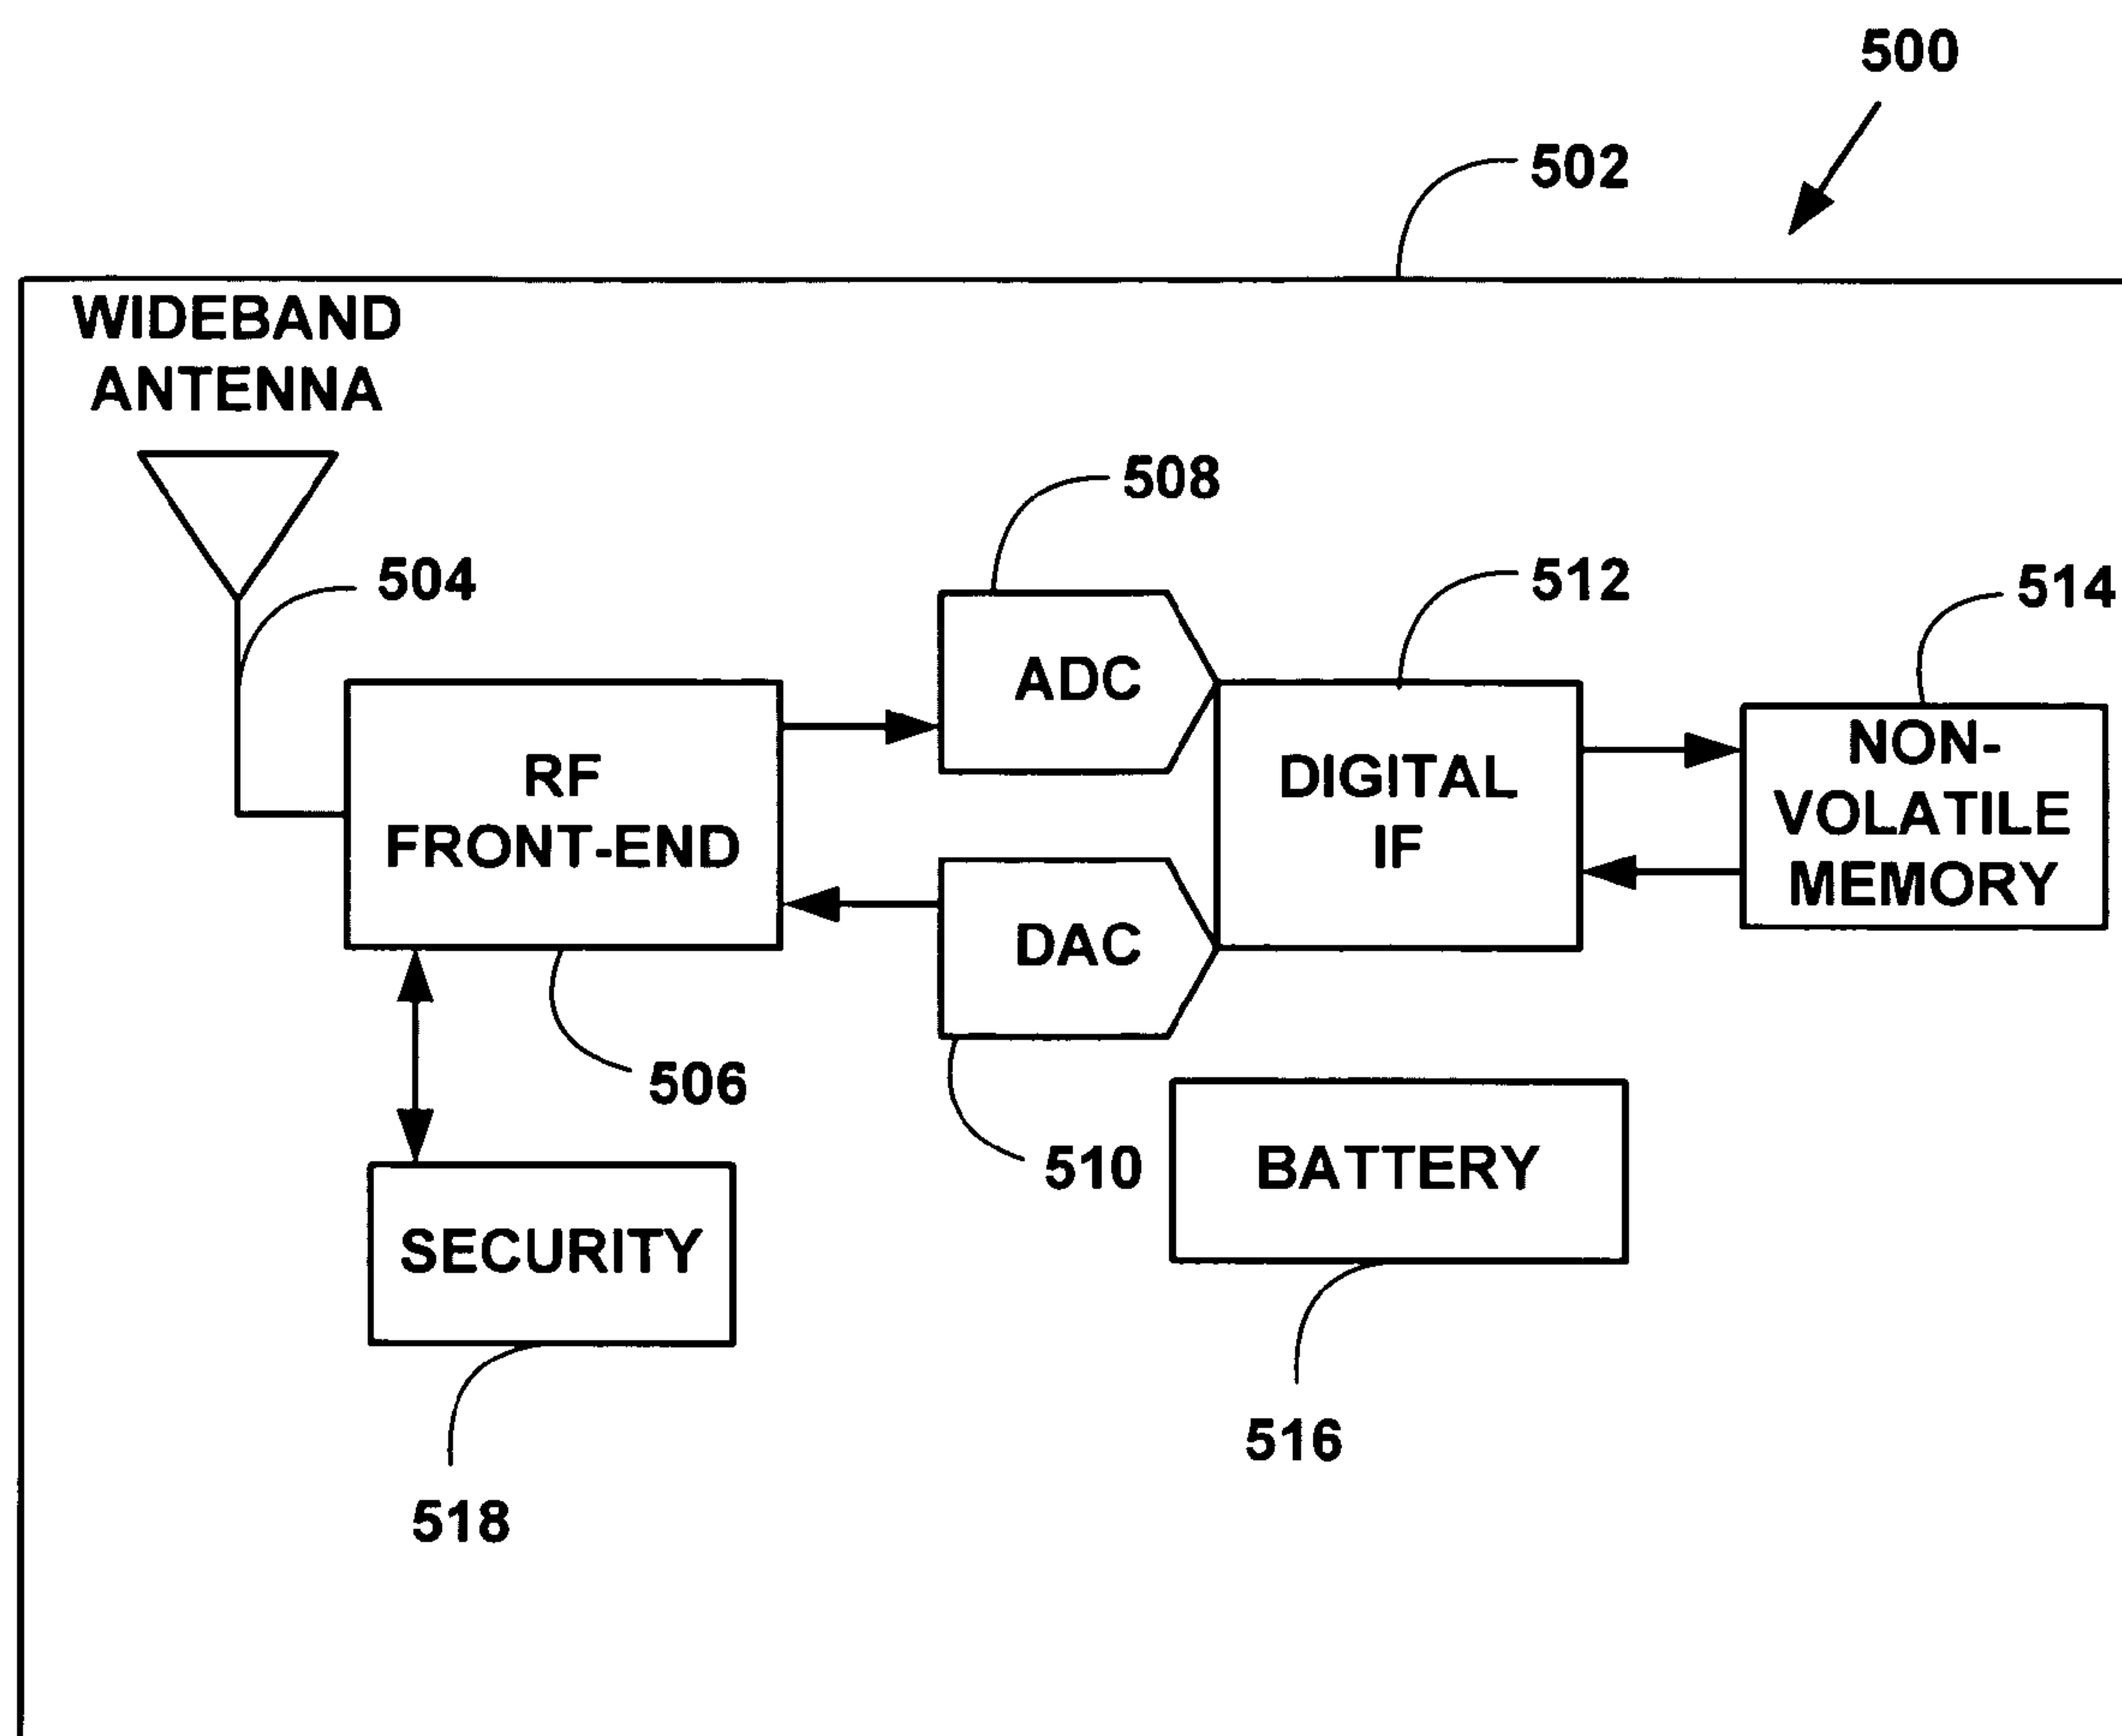 500
502
WIDEBAND
ANTENNA
508
504
512
514
ADC
NON-
VOLATILE
MEMORY
RF
FRONT-END
DIGITAL
IF
DAC
506
510
BATTERY
SECURITY
516
518